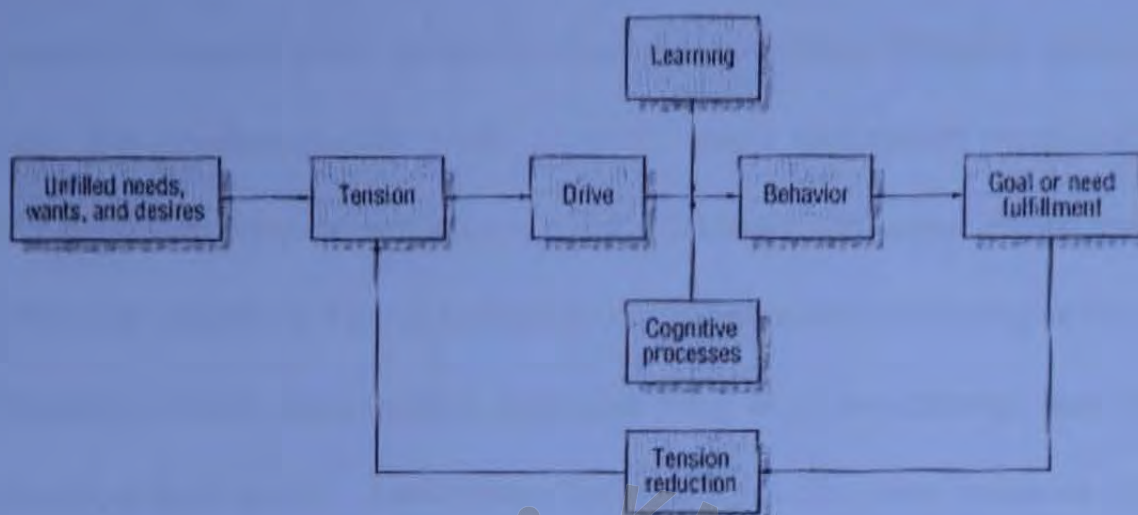 Learning
Unfilled needs,
wants, and desires
Tension
Drive
Behavior
Goal or need
fulfillment
Cognitive
processes
Tension
reduction